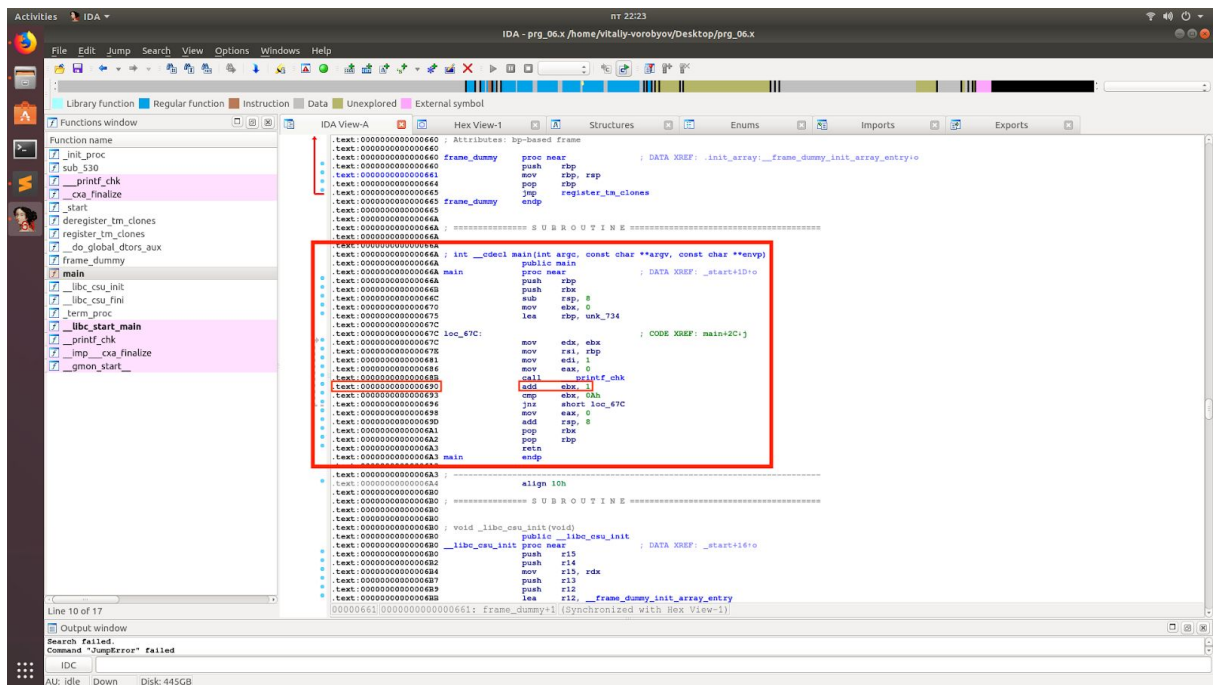 Activities IDA пт 22:23
IDA - prg_06.x /home/vitaliy-vorobyov/Desktop/prg_06.x
File Edit Jump Search View Options Windows Help
Library function Regular function Instruction Data Unexplored External symbol
Functions window
IDA View-A Hex View-1 Structures Enums Imports Exports
Function name
_init_proc
sub_530
___printf_chk
__cxa_finalize
_start
deregister_tm_clones
register_tm_clones
__do_global_dtors_aux
frame_dummy
main
__libc_csu_init
__libc_csu_fini
_term_proc
__libc_start_main
__printf_chk
__imp___cxa_finalize
__gmon_start__
Line 10 of 17
.text:0000000000000660 ; Attributes: bp-based frame
.text:0000000000000660
.text:0000000000000660 frame_dummy proc near ; DATA XREF: .init_array:__frame_dummy_init_array_entry↓o
.text:0000000000000660 push rbp
.text:0000000000000661 mov rbp, rsp
.text:0000000000000664 pop rbp
.text:0000000000000665 jmp register_tm_clones
.text:0000000000000665 frame_dummy endp
.text:0000000000000665
.text:000000000000066A
.text:000000000000066A ; =============== S U B R O U T I N E =======================================
.text:000000000000066A
.text:000000000000066A
.text:000000000000066A ; int __cdecl main(int argc, const char **argv, const char **envp)
.text:000000000000066A public main
.text:000000000000066A main proc near ; DATA XREF: _start+1D↑o
.text:000000000000066A push rbp
.text:000000000000066B push rbx
.text:000000000000066C sub rsp, 8
.text:0000000000000670 mov ebx, 0
.text:0000000000000675 lea rbp, unk_734
.text:000000000000067C
.text:000000000000067C loc_67C: ; CODE XREF: main+2C↓j
.text:000000000000067C mov edx, ebx
.text:000000000000067E mov rsi, rbp
.text:0000000000000681 mov edi, 1
.text:0000000000000686 mov eax, 0
.text:000000000000068B call ___printf_chk
.text:0000000000000690 add ebx, 1
.text:0000000000000693 cmp ebx, 0Ah
.text:0000000000000696 jnz short loc_67C
.text:0000000000000698 mov eax, 0
.text:000000000000069D add rsp, 8
.text:00000000000006A1 pop rbx
.text:00000000000006A2 pop rbp
.text:00000000000006A3 retn
.text:00000000000006A3 main endp
.text:00000000000006A3 ; ---------------------------------------------------------------------------
.text:00000000000006A4 align 10h
.text:00000000000006B0
.text:00000000000006B0 ; =============== S U B R O U T I N E =======================================
.text:00000000000006B0
.text:00000000000006B0
.text:00000000000006B0 ; void _libc_csu_init(void)
.text:00000000000006B0 public __libc_csu_init
.text:00000000000006B0 __libc_csu_init proc near ; DATA XREF: _start+16↑o
.text:00000000000006B0 push r15
.text:00000000000006B2 push r14
.text:00000000000006B4 mov r15, rdx
.text:00000000000006B7 push r13
.text:00000000000006B9 push r12
.text:00000000000006BB lea r12, __frame_dummy_init_array_entry
00000661 0000000000000661: frame_dummy+1 (Synchronized with Hex View-1)
Output window
Search failed.
Command "JumpError" failed
IDC
AU: idle Down Disk: 445GB